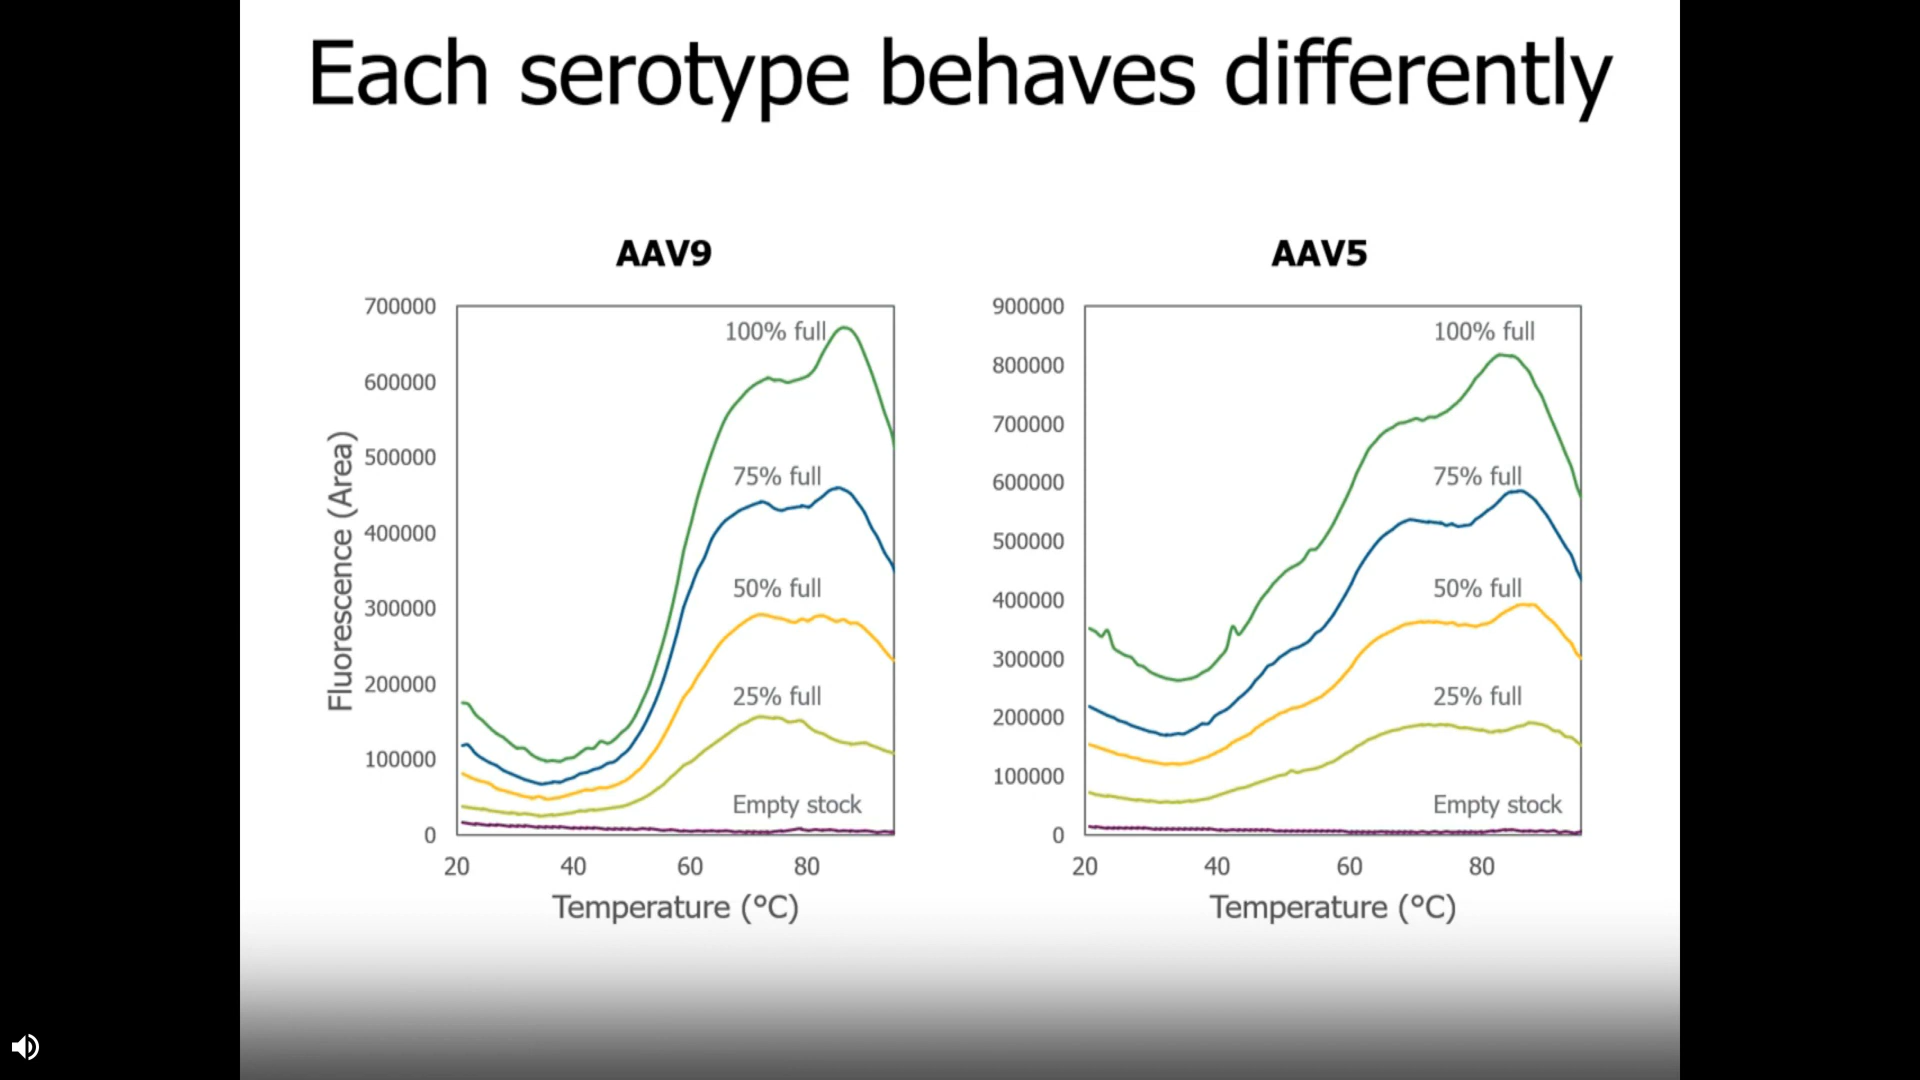 Each serotype behaves differently
AAV9
700000
600000
500000
400000
300000
200000
100000
0
Fluorescence (Area)
100% full
75% full
50% full
25% full
Empty stock
20 40 60 80
Temperature (°C)
AAV5
900000
800000
700000
600000
500000
400000
300000
200000
100000
0
100% full
75% full
50% full
25% full
Empty stock
20 40 60 80
Temperature (°C)